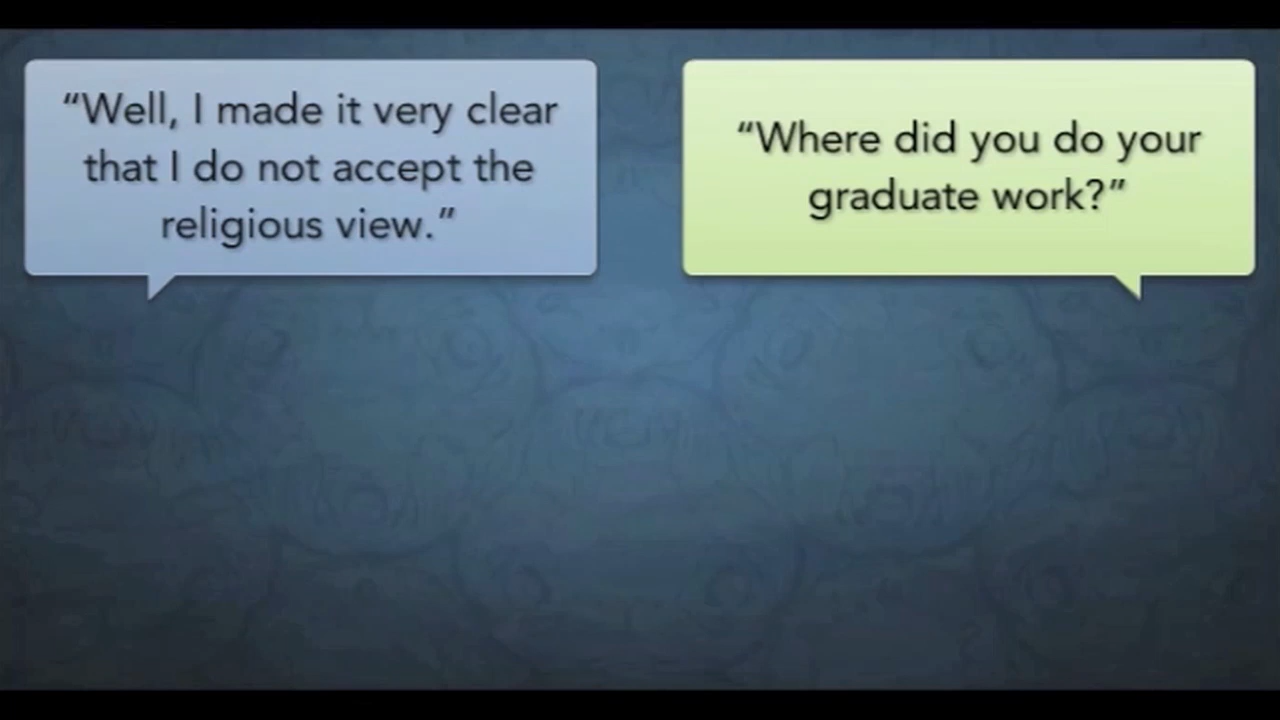 “Well, I made it very clear
that I do not accept the
religious view.”
“Where did you do your
graduate work?”